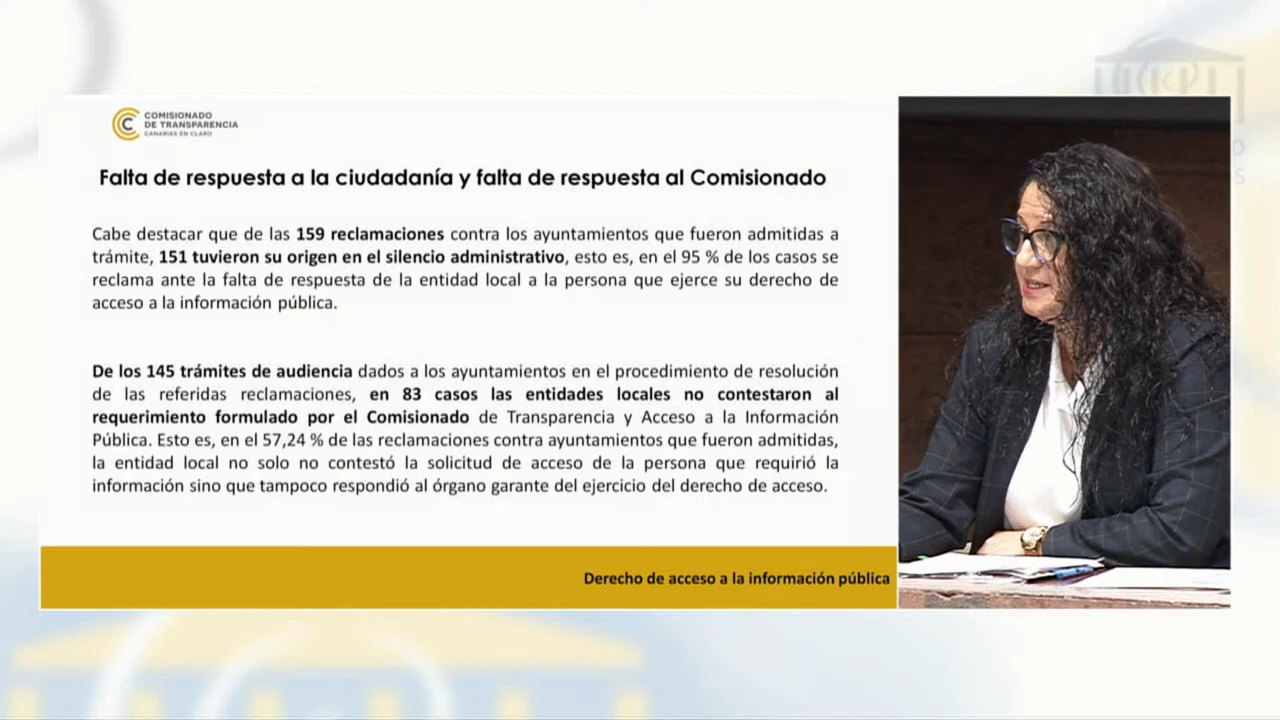 COMISIONADO
DE TRANSPARENCIA
CANARIAS EN CLARO
Falta de respuesta a la ciudadanía y falta de respuesta al Comisionado
Cabe destacar que de las 159 reclamaciones contra los ayuntamientos que fueron admitidas a
trámite, 151 tuvieron su origen en el silencio administrativo, esto es, en el 95 % de los casos se
reclama ante la falta de respuesta de la entidad local a la persona que ejerce su derecho de
acceso a la información pública.
De los 145 trámites de audiencia dados a los ayuntamientos en el procedimiento de resolución
de las referidas reclamaciones, en 83 casos las entidades locales no contestaron al
requerimiento formulado por el Comisionado de Transparencia y Acceso a la Información
Pública. Esto es, en el 57,24 % de las reclamaciones contra ayuntamientos que fueron admitidas,
la entidad local no solo no contestó la solicitud de acceso de la persona que requirió la
información sino que tampoco respondió al órgano garante del ejercicio del derecho de acceso.
Derecho de acceso a la información pública